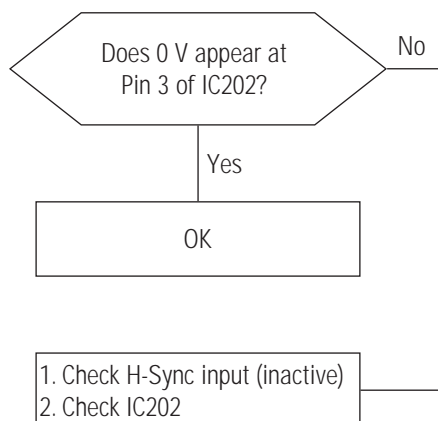 Does 0 V appear at
Pin 3 of IC202?
No
Yes
OK
1. Check H-Sync input (inactive)
2. Check IC202